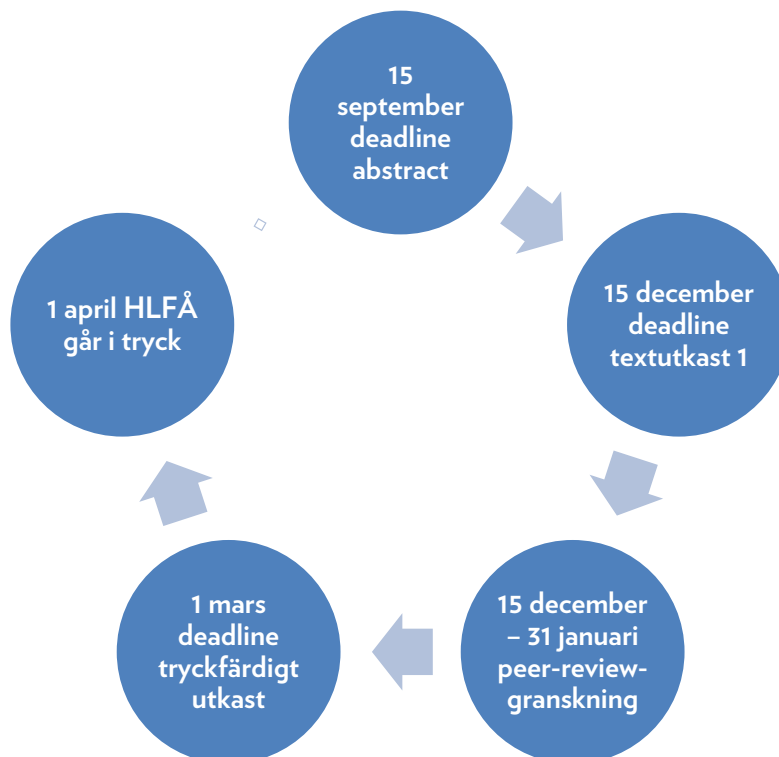 15
september
deadline
abstract
15 december
deadline
textutkast 1
15 december
– 31 januari
peer-review-
granskning
1 mars
deadline
tryckfärdigt
utkast
1 april HLFÅ
går i tryck